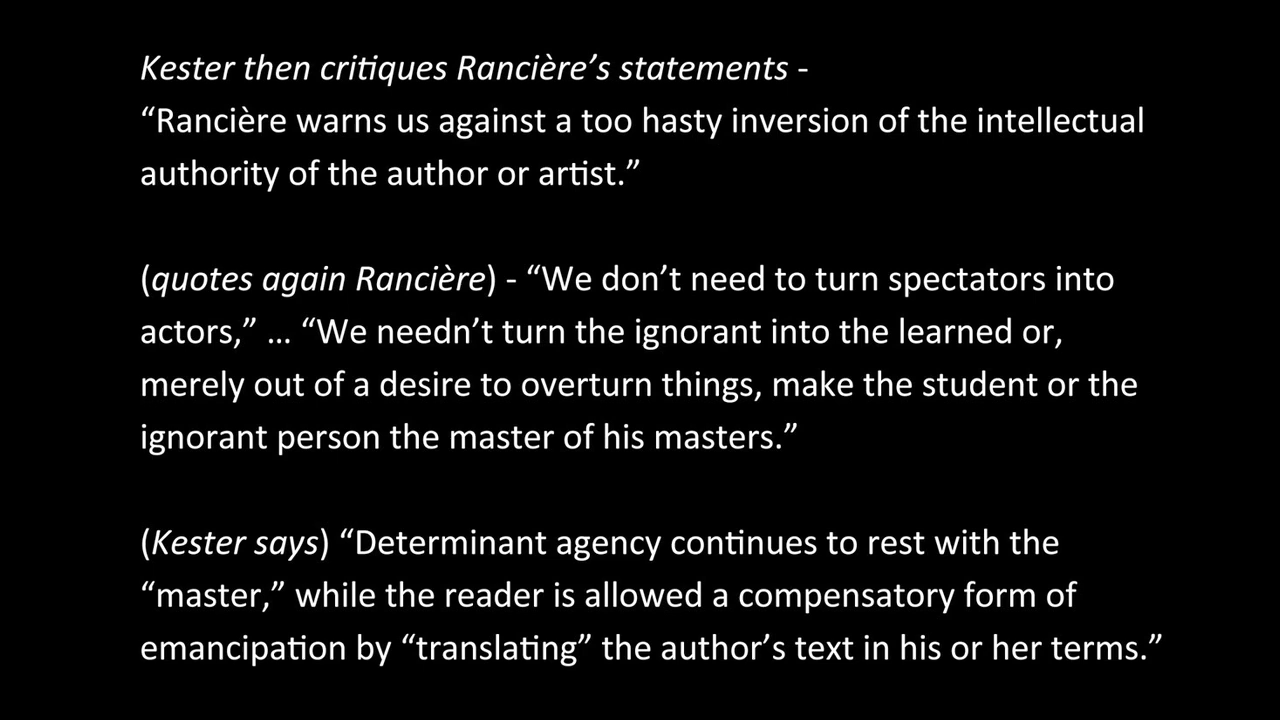 Kester then critiques Rancière’s statements -
“Rancière warns us against a too hasty inversion of the intellectual
authority of the author or artist.”
(quotes again Rancière) - “We don’t need to turn spectators into
actors,” … “We needn’t turn the ignorant into the learned or,
merely out of a desire to overturn things, make the student or the
ignorant person the master of his masters.”
(Kester says) “Determinant agency continues to rest with the
“master,” while the reader is allowed a compensatory form of
emancipation by “translating” the author’s text in his or her terms.”